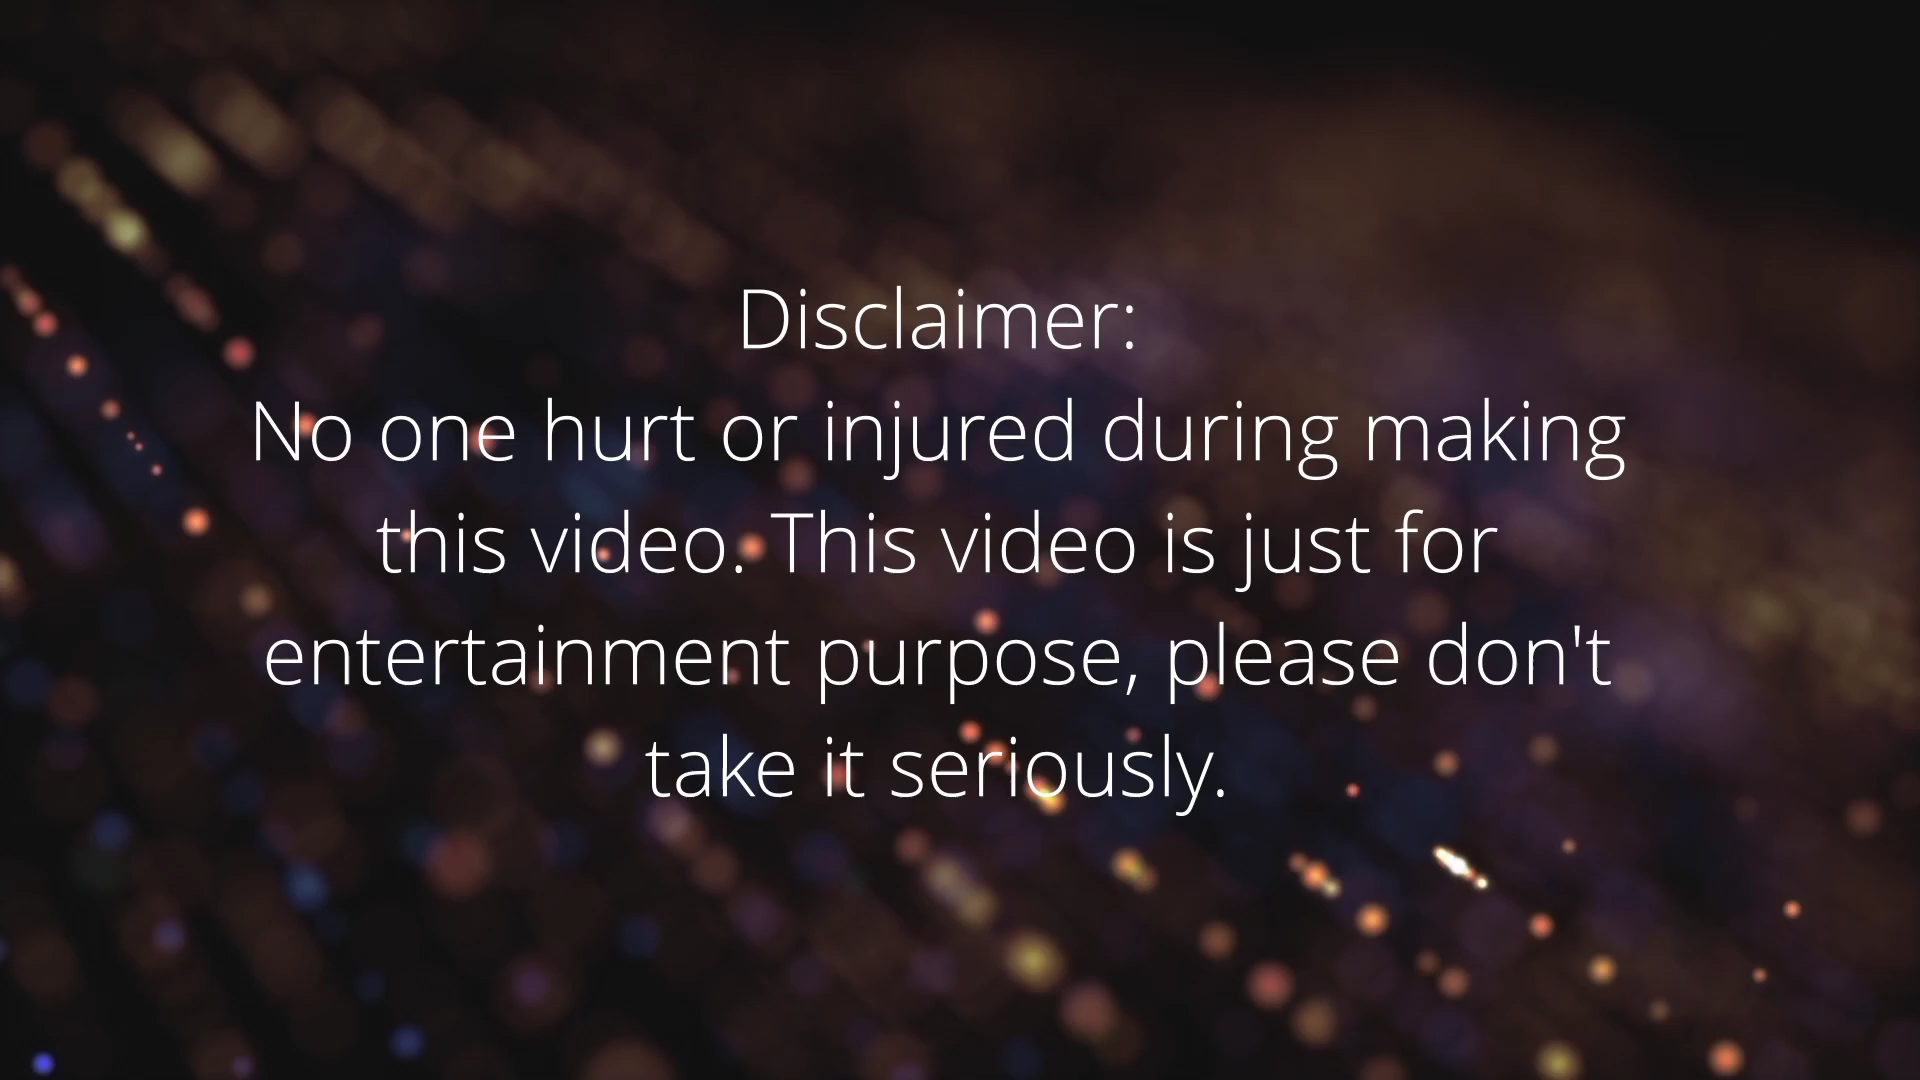 Disclaimer:
No one hurt or injured during making
this video. This video is just for
entertainment purpose, please don't
take it seriously.